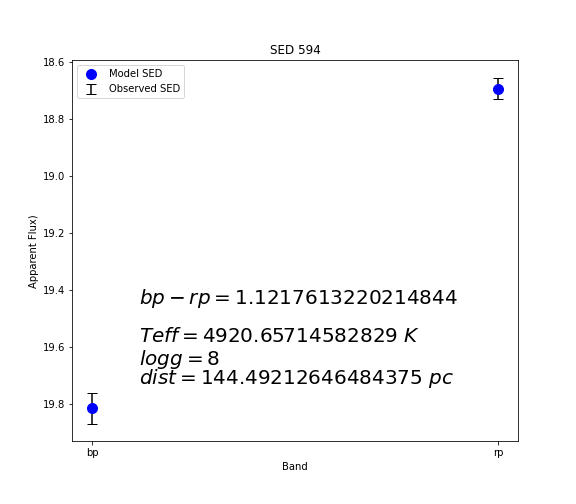 SED 594
Model SED
Observed SED
18.6
18.8
19.0
19.2
19.4
19.6
19.8
Apparent Flux)
bp − rp = 1.1217613220214844
Teff = 4920.65714582829 K
logg = 8
dist = 144.49212646484375 pc
bp
rp
Band